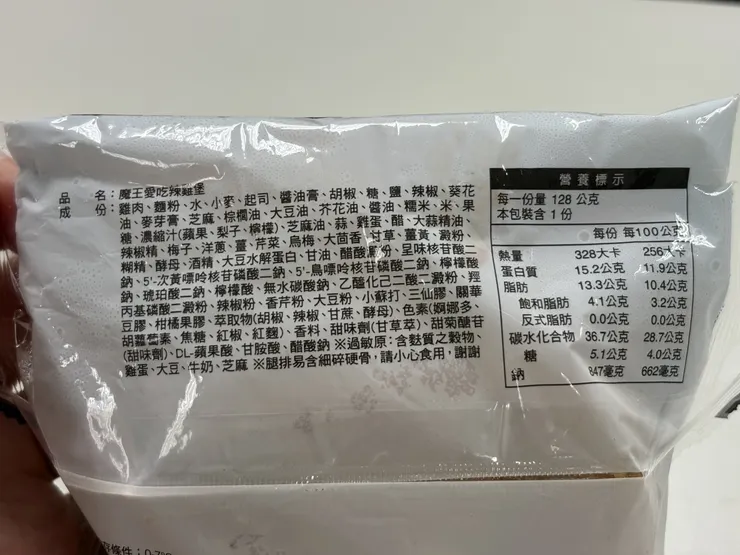 品名：魔王愛吃辣雞堡
成份：雞肉、麵粉、水、小麥、起司、醬油膏、胡椒、糖、鹽、辣椒、葵花
油、麥芽膏、芝麻、棕櫚油、大豆油、芥花油、醬油、糯米、米、果
糖、濃縮汁(蘋果、梨子、檸檬)、芝麻油、蒜、雞蛋、醋、大蒜精油、
辣椒精、梅子、洋蔥、薑、芹菜、烏梅、大茴香、甘草、薑黃、澱粉、
糊精、酵母、酒精、大豆水解蛋白、甘油、醋酸澱粉、呈味核苷酸二
鈉、5'-次黃嘌呤核苷磷酸二鈉、5'-鳥嘌呤核苷磷酸二鈉、檸檬酸
鈉、琥珀酸二鈉、檸檬酸、無水碳酸鈉、乙醯化己二酸二澱粉、羥
丙基磷酸二澱粉、辣椒粉、香芹粉、大豆粉、小蘇打、三仙膠、關華
豆膠、柑橘果膠、萃取物(胡椒、辣椒、甘蔗、酵母)、色素(婀娜多、
胡蘿蔔素、焦糖、紅椒、紅麴)、香料、甜味劑(甘草萃)、甜菊醣苷
(甜味劑)、DL-蘋果酸、甘胺酸、醋酸鈉 ※過敏原：含麩質之穀物、
雞蛋、大豆、牛奶、芝麻 ※腿排易含細碎硬骨，請小心食用，謝謝
營養標示
每一份量 128 公克
本包裝含 1 份
每份 每100公克
熱量 328大卡 256大卡
蛋白質 15.2公克 11.9公克
脂肪 13.3公克 10.4公克
飽和脂肪 4.1公克 3.2公克
反式脂肪 0.0公克 0.0公克
碳水化合物 36.7公克 28.7公克
糖 5.1公克 4.0公克
鈉 847毫克 662毫克
條件：0-7